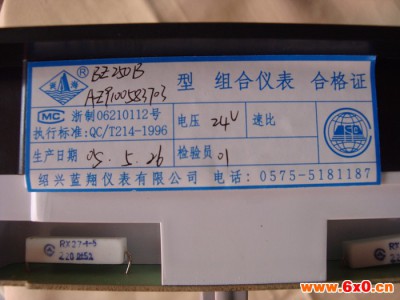 BZ250B
AZ9100583703 型 组合仪表 合格证
MC 浙制06210112号
执行标准:QC/T214-1996
电压 24V 速比
生产日期 05.5.26 检验员 01
绍兴蓝翔仪表有限公司 电话:0575-5181187
RX27-5
www.6x0.cn